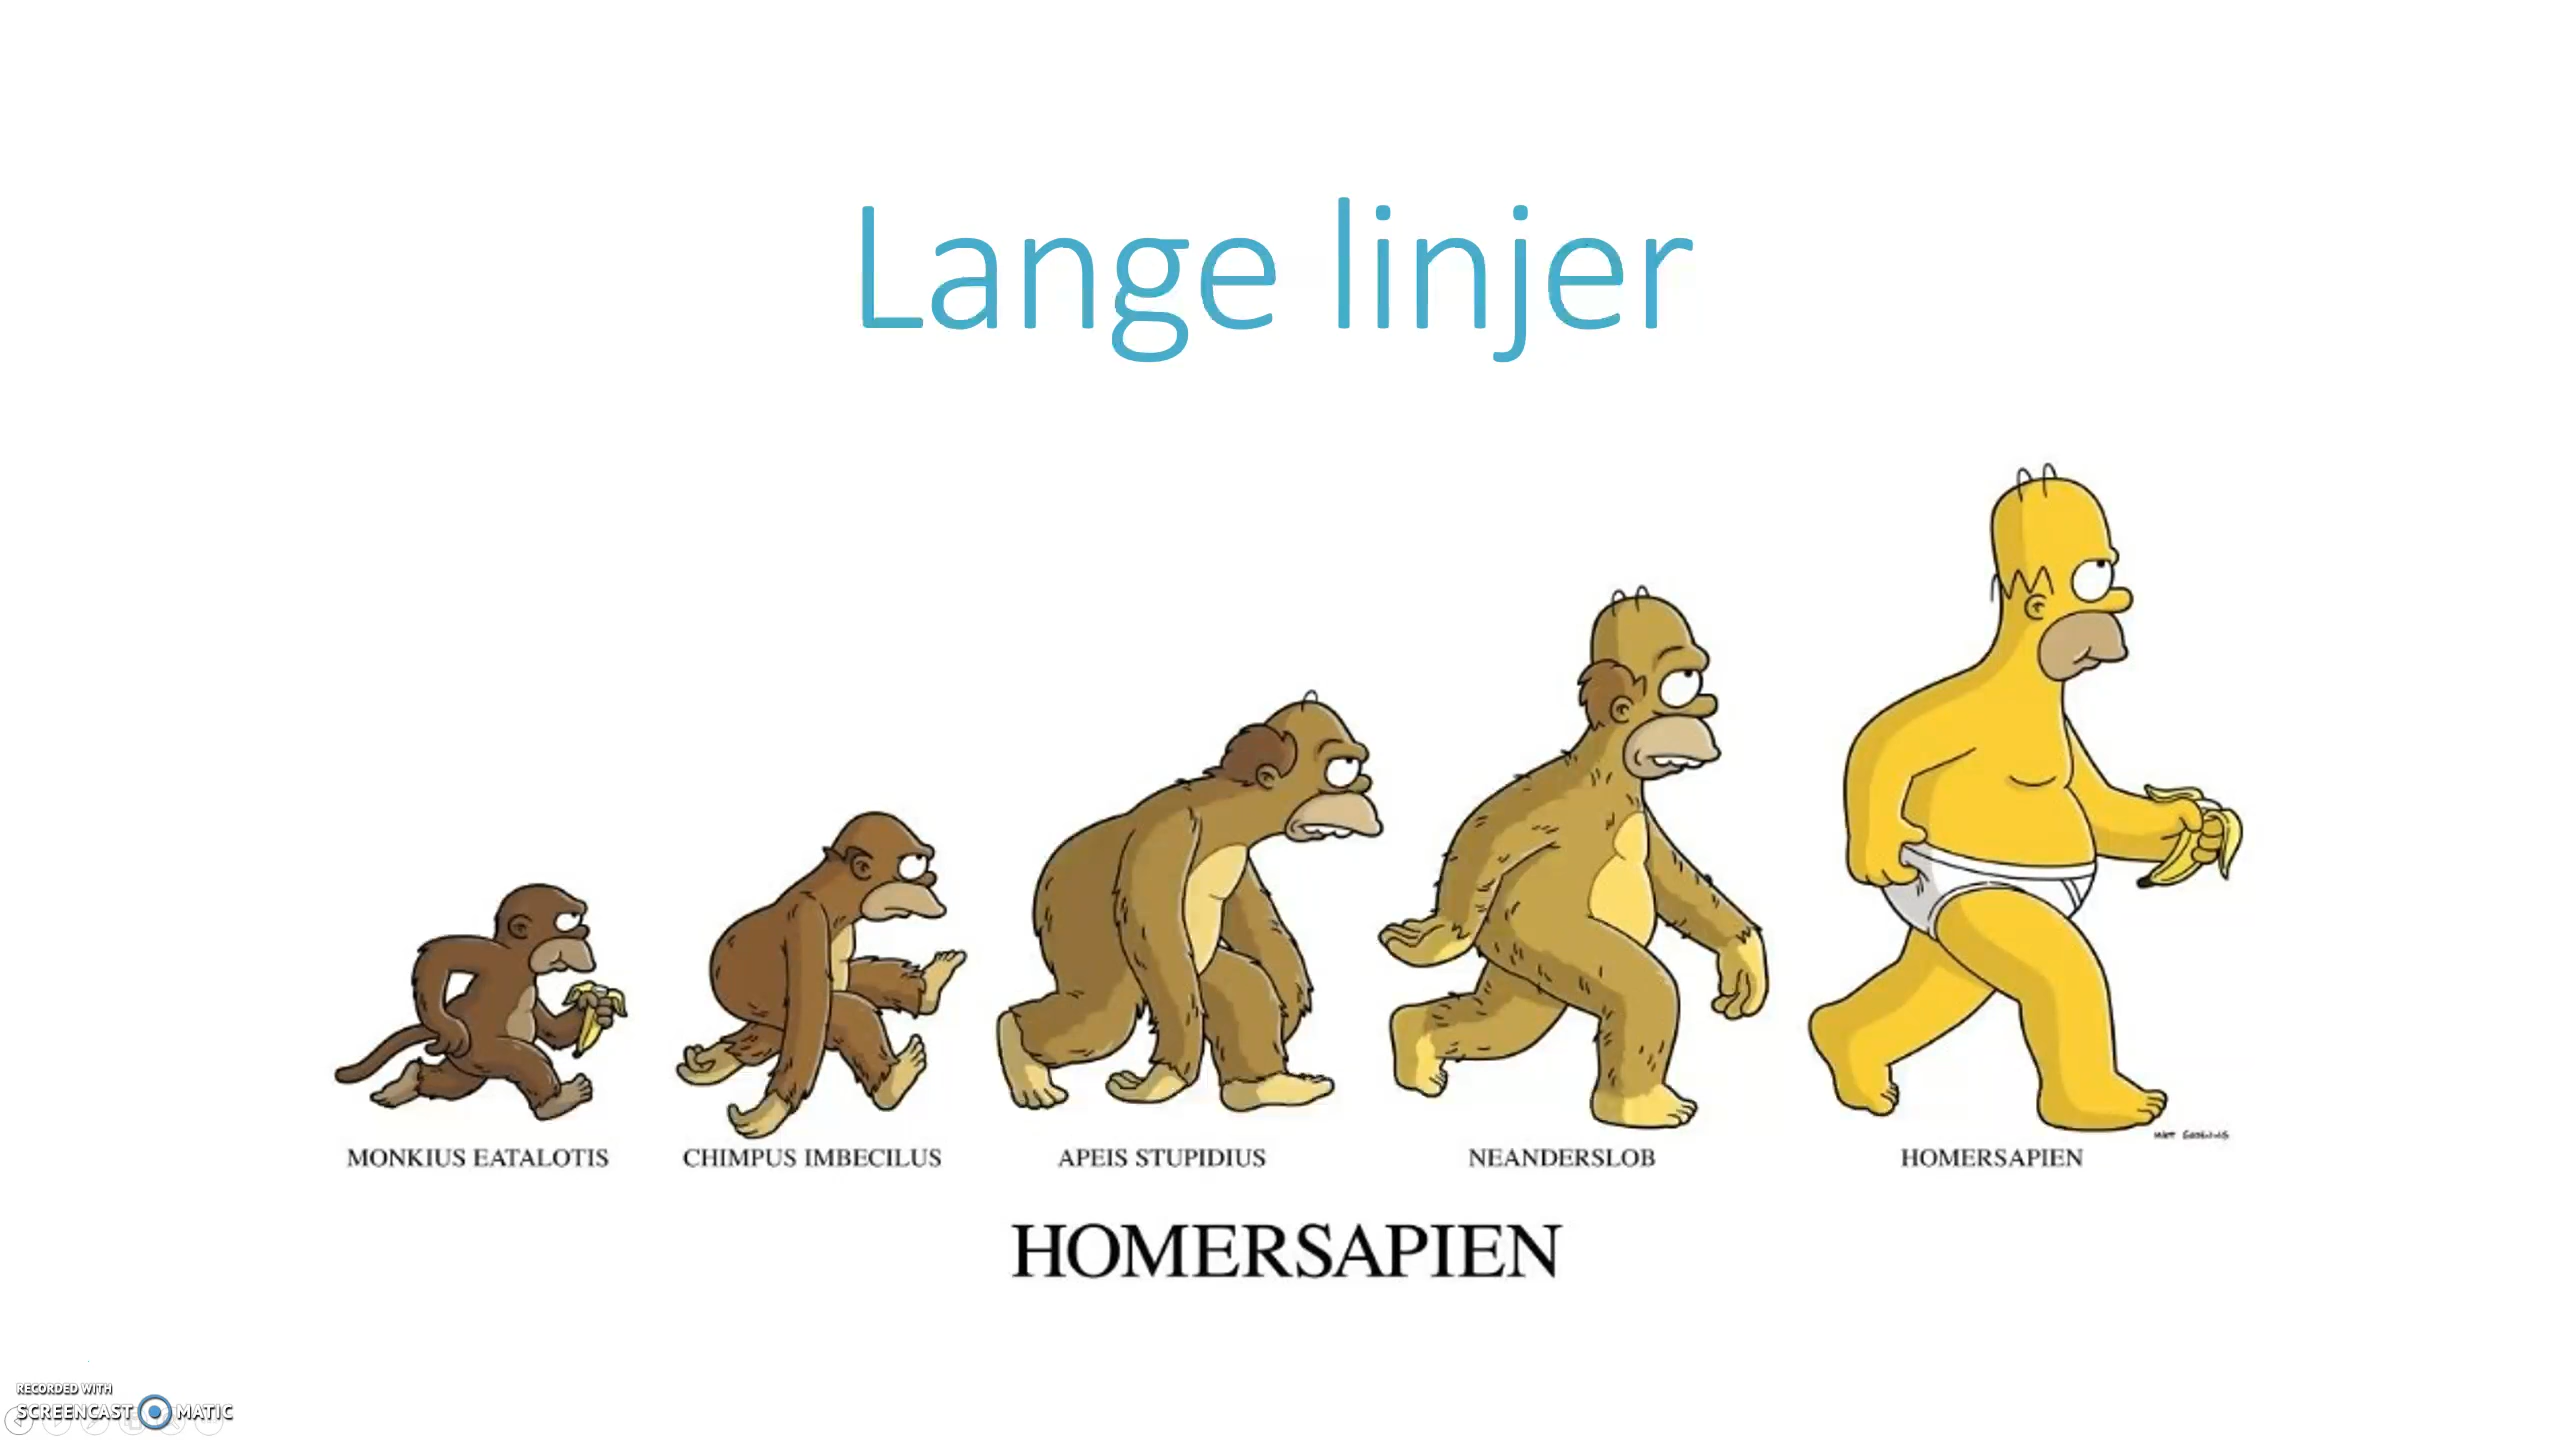 Lange linjer
MONKIUS EATALOTIS
CHIMPUS IMBECILUS
APEIS STUPIDIUS
NEANDERSLOB
HOMERSAPIEN
HOMERSAPIEN
RECORDED WITH
SCREENCAST MATIC